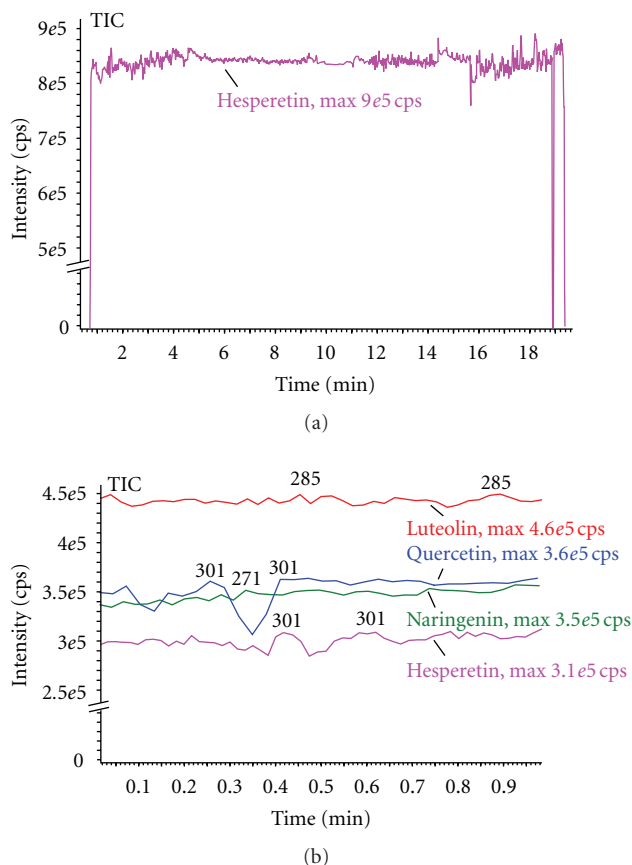 TIC
9e5
8e5
7e5
6e5
5e5
0
Intensity (cps)
Hesperetin, max 9e5 cps
2 4 6 8 10 12 14 16 18
Time (min)
(a)
TIC
4.5e5
4e5
3.5e5
3e5
2.5e5
0
Intensity (cps)
285 285
Luteolin, max 4.6e5 cps
Quercetin, max 3.6e5 cps
301 271 301
Naringenin, max 3.5e5 cps
301 301
Hesperetin, max 3.1e5 cps
0.1 0.2 0.3 0.4 0.5 0.6 0.7 0.8 0.9
Time (min)
(b)